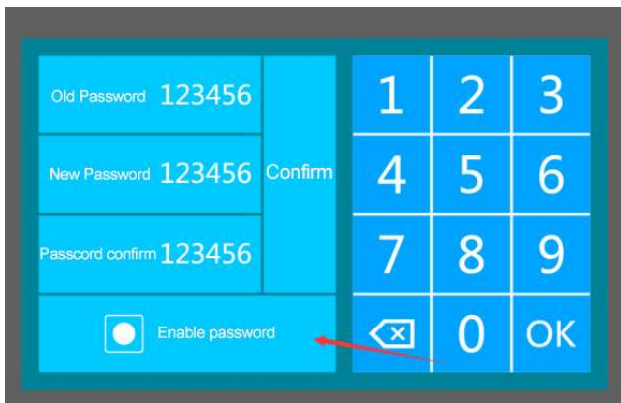 Old Password 123456
New Password 123456
Passcord confirm 123456
Confirm
Enable password
1 2 3
4 5 6
7 8 9
0 OK